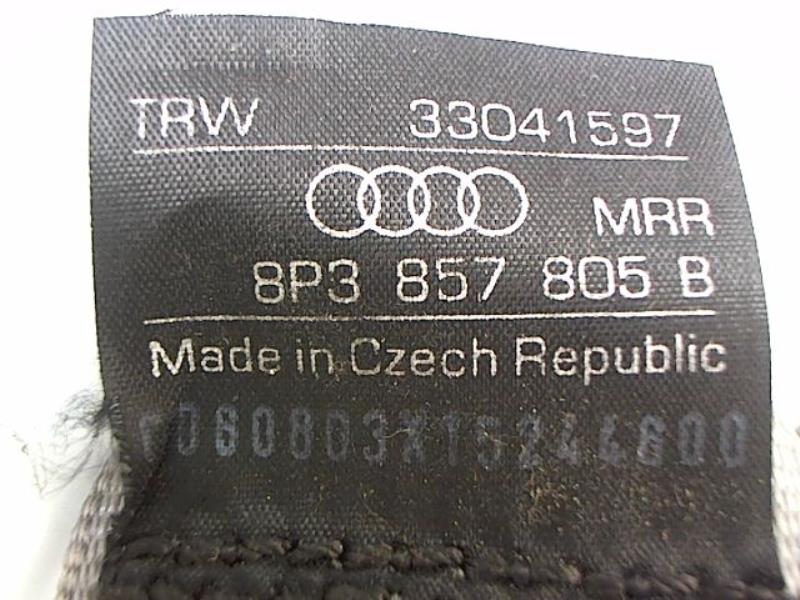 TRW 33041597
MRR
8P3 857 805 B
Made in Czech Republic